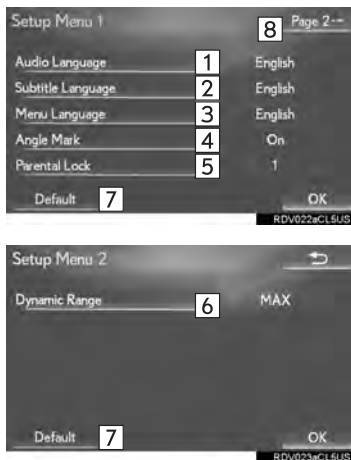 Setup Menu 1
8 Page 2
Audio Language 1 English
Subtitle Language 2 English
Menu Language 3 English
Angle Mark 4 On
Parental Lock 5 1
Default 7 OK
RDV022aCL5US
Setup Menu 2
Dynamic Range 6 MAX
Default 7 OK
RDV023aCL5US